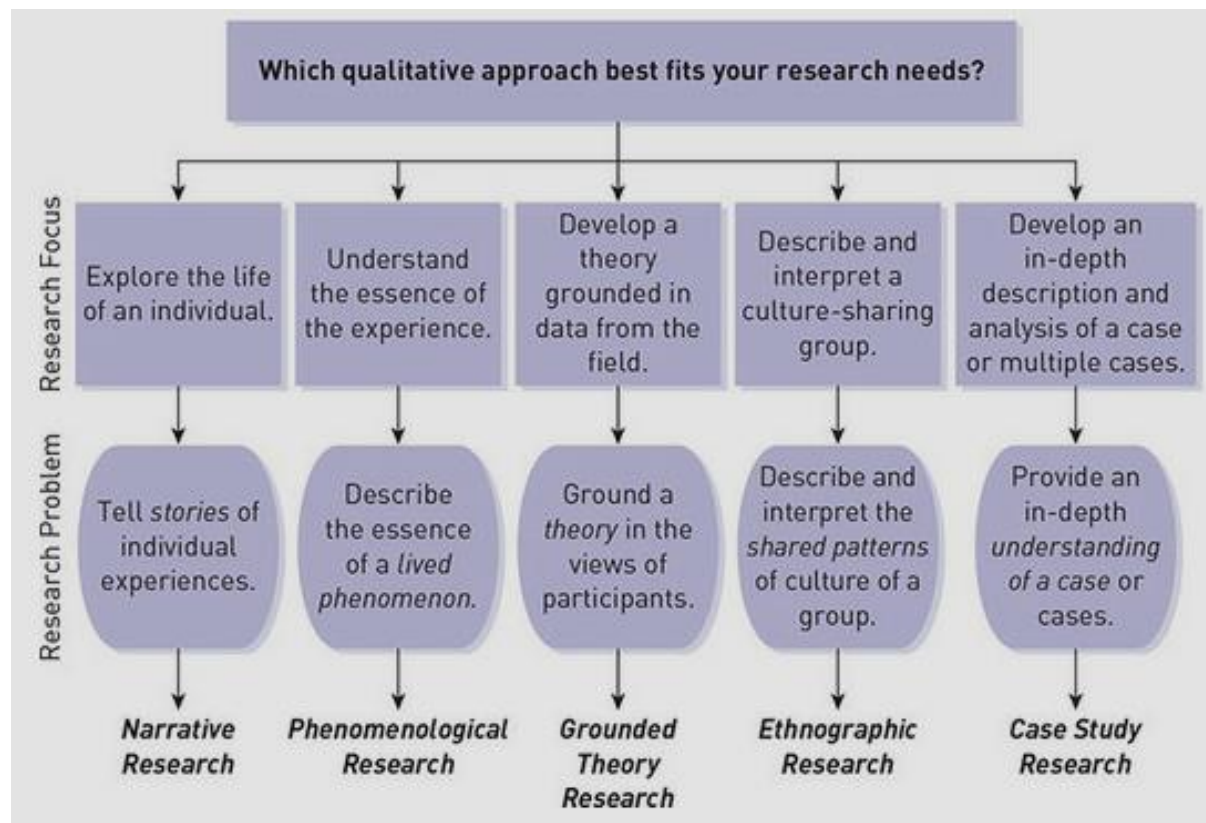 Which qualitative approach best fits your research needs?
Research Focus
Explore the life
of an individual.
Understand
the essence of
the experience.
Develop a
theory
grounded in
data from the
field.
Describe and
interpret a
culture-sharing
group.
Develop an
in-depth
description and
analysis of a case
or multiple cases.
Research Problem
Tell stories of
individual
experiences.
Describe
the essence
of a lived
phenomenon.
Ground a
theory in the
views of
participants.
Describe and
interpret the
shared patterns
of culture of a
group.
Provide an
in-depth
understanding
of a case or
cases.
Narrative
Research
Phenomenological
Research
Grounded
Theory
Research
Ethnographic
Research
Case Study
Research